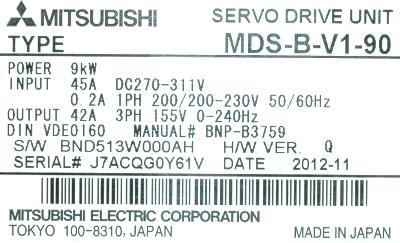 MITSUBISHI SERVO DRIVE UNIT
TYPE MDS-B-V1-90
POWER 9kW
INPUT 45A DC270-311V
0.2A 1PH 200/200-230V 50/60Hz
OUTPUT 42A 3PH 155V 0-240Hz
DIN VDE0160 MANUAL# BNP-B3759
S/W BND513W000AH H/W VER. Q
SERIAL# J7ACQG0Y61V DATE 2012-11
MITSUBISHI ELECTRIC CORPORATION
TOKYO 100-8310, JAPAN MADE IN JAPAN